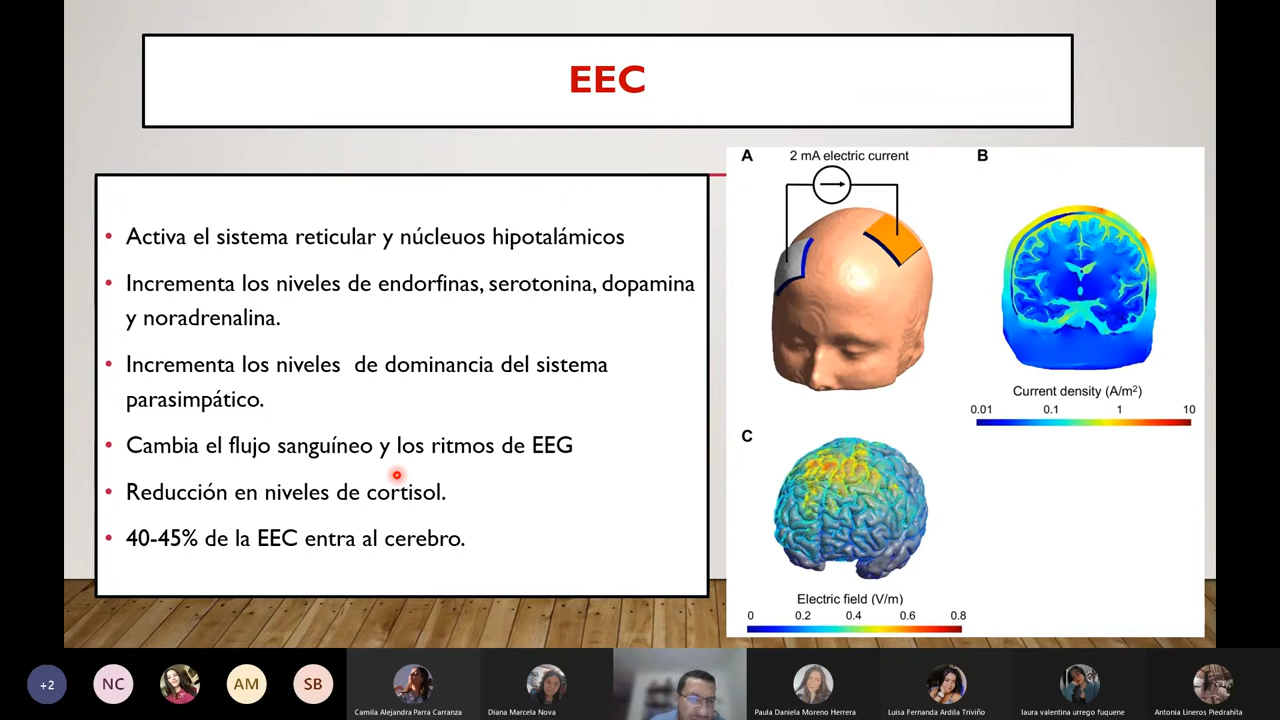 EEC
• Activa el sistema reticular y núcleuos hipotalámicos
• Incrementa los niveles de endorfinas, serotonina, dopamina
y noradrenalina.
• Incrementa los niveles de dominancia del sistema
parasimpático.
• Cambia el flujo sanguíneo y los ritmos de EEG
• Reducción en niveles de cortisol.
• 40-45% de la EEC entra al cerebro.
A
2 mA electric current
B
Current density (A/m²)
0.01 0.1 1 10
C
Electric field (V/m)
0 0.2 0.4 0.6 0.8
+2
NC
AM
SB
Camila Alejandra Parra Carranza
Diana Marcela Nova
Paula Daniela Moreno Herrera
Luisa Fernanda Ardila Triviño
laura valentina urrego fuquene
Antonia Lineros Piedrahíta